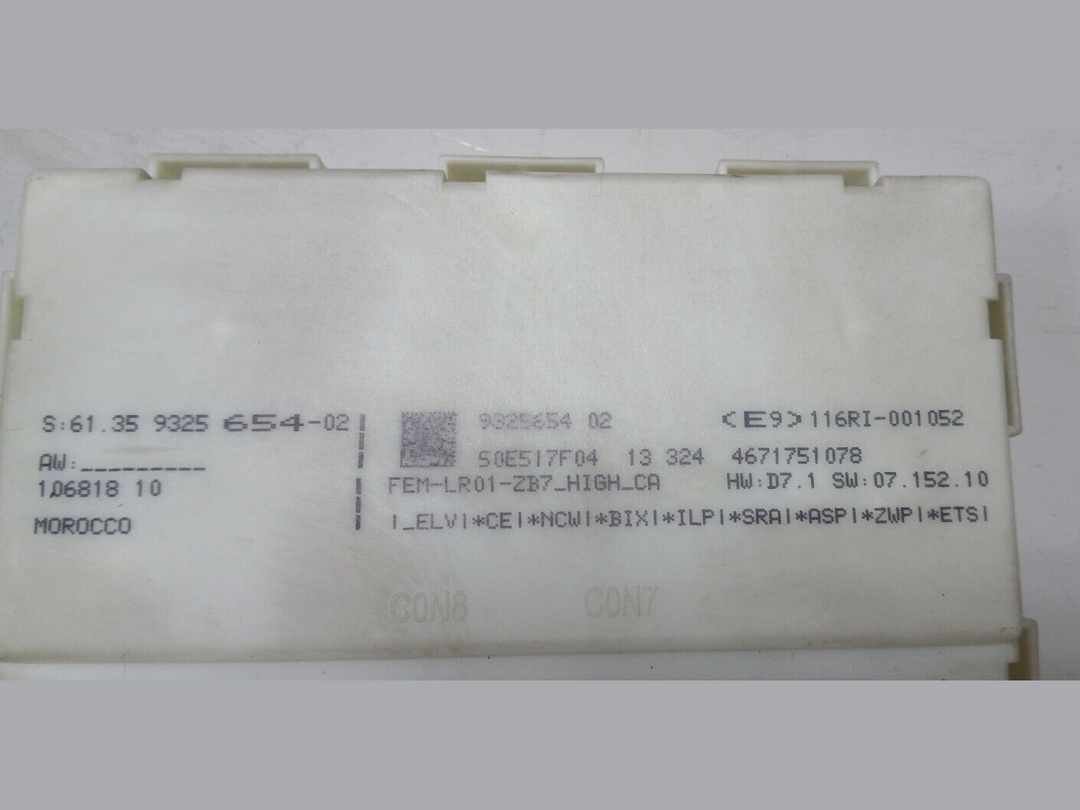 S:61.35 9325 654-02
AW:_________
106818 10
MOROCCO
9325654 02
<E9>116RI-001052
50E517F04 13 324 4671751078
FEM-LR01-ZB7_HIGH_CA HW:D7.1 SW:07.152.10
|_ELV|*CE|*NCW|*BIX|*ILP|*SRA|*ASP|*ZWP|*ETS|
CON8 CON7